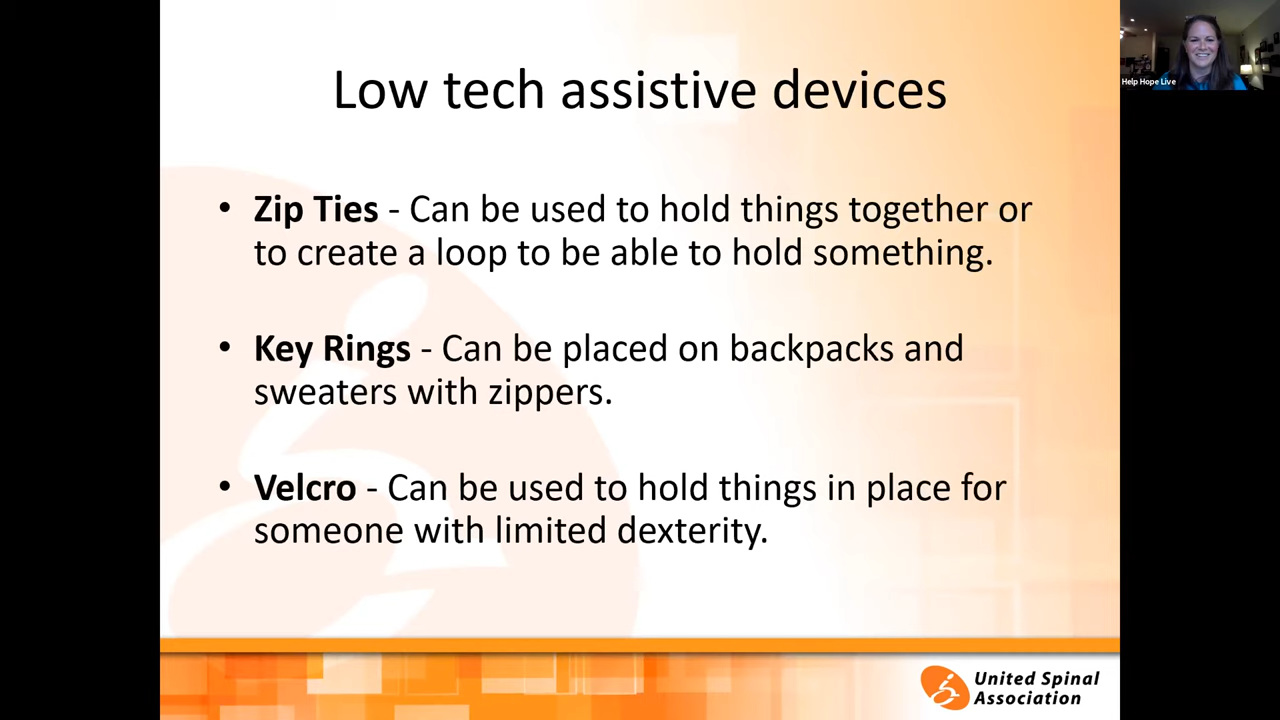 Low tech assistive devices
Help Hope Live
• Zip Ties - Can be used to hold things together or
to create a loop to be able to hold something.
• Key Rings - Can be placed on backpacks and
sweaters with zippers.
• Velcro - Can be used to hold things in place for
someone with limited dexterity.
United Spinal
Association